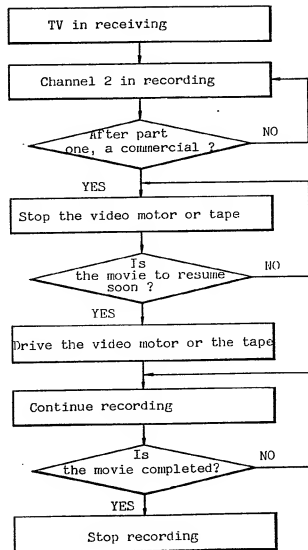 TV in receiving
Channel 2 in recording
After part
one, a commercial ?
NO
YES
Stop the video motor or tape
Is
the movie to resume
soon ?
NO
YES
Drive the video motor or the tape
Continue recording
Is
the movie completed?
NO
YES
Stop recording